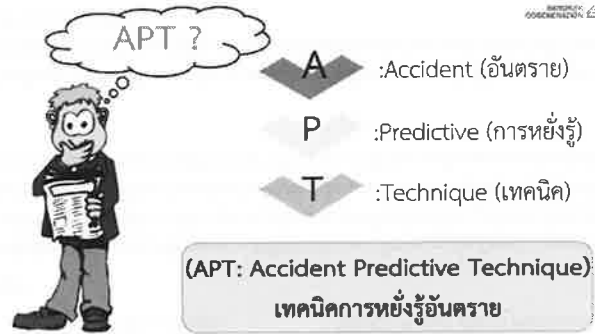 BANGKOK
COGENERATION
APT ?
A :Accident (อันตราย)
P :Predictive (การหยั่งรู้)
T :Technique (เทคนิค)
(APT: Accident Predictive Technique)
เทคนิคการหยั่งรู้อันตราย